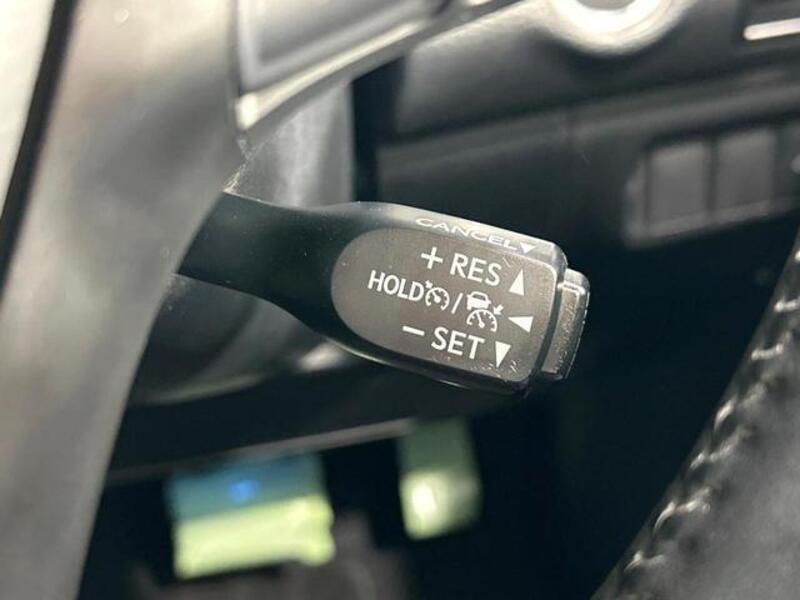 CANCEL▼
+ RES ▲
HOLD / ◀
− SET ▼